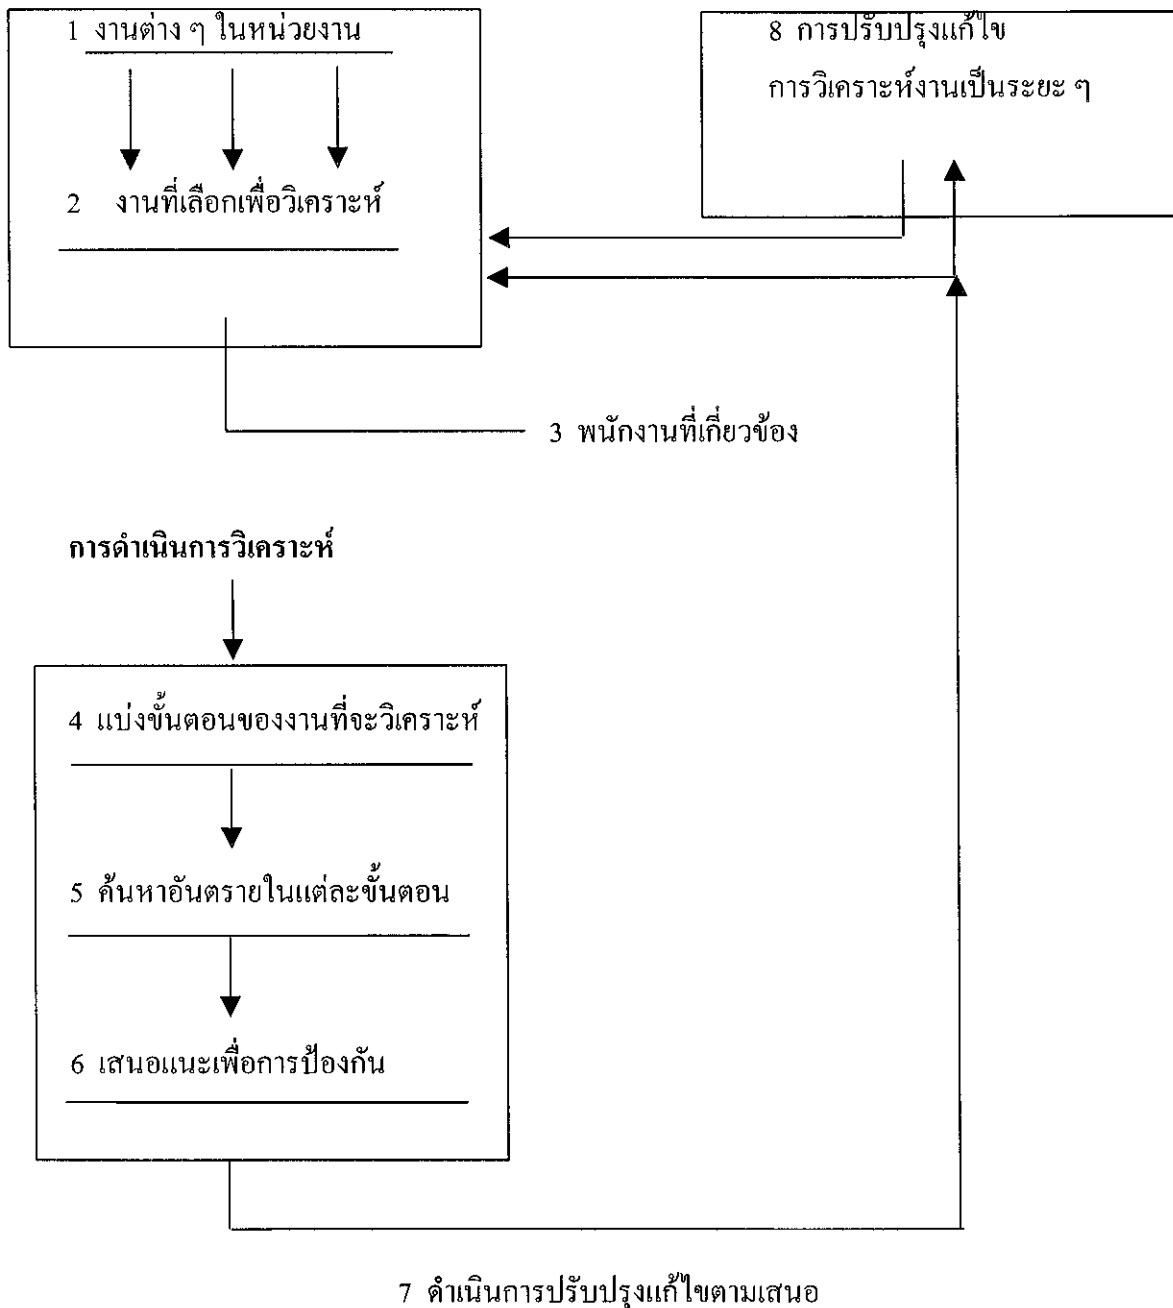 1 งานต่าง ๆ ในหน่วยงาน
2 งานที่เลือกเพื่อวิเคราะห์
8 การปรับปรุงแก้ไข
การวิเคราะห์งานเป็นระยะ ๆ
3 พนักงานที่เกี่ยวข้อง
การดำเนินการวิเคราะห์
4 แบ่งขั้นตอนของงานที่จะวิเคราะห์
5 ค้นหาอันตรายในแต่ละขั้นตอน
6 เสนอแนะเพื่อการป้องกัน
7 ดำเนินการปรับปรุงแก้ไขตามเสนอ